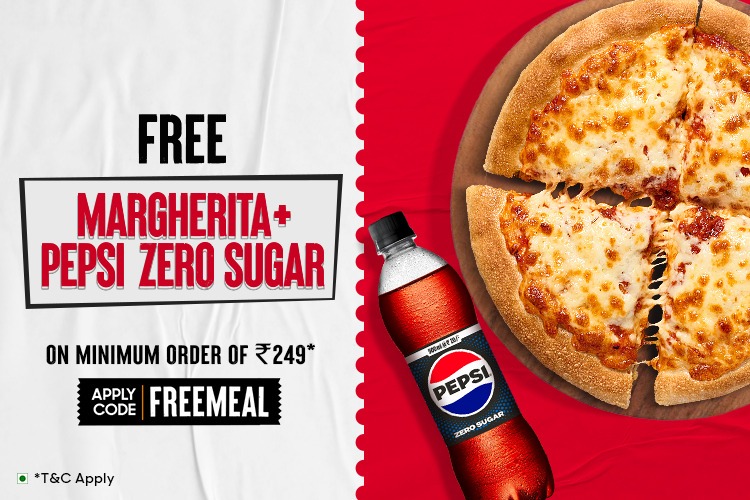 FREE
MARGHERITA+
PEPSI ZERO SUGAR
ON MINIMUM ORDER OF ₹249*
APPLY
CODE
FREEMEAL
*T&C Apply
PEPSI
ZERO SUGAR